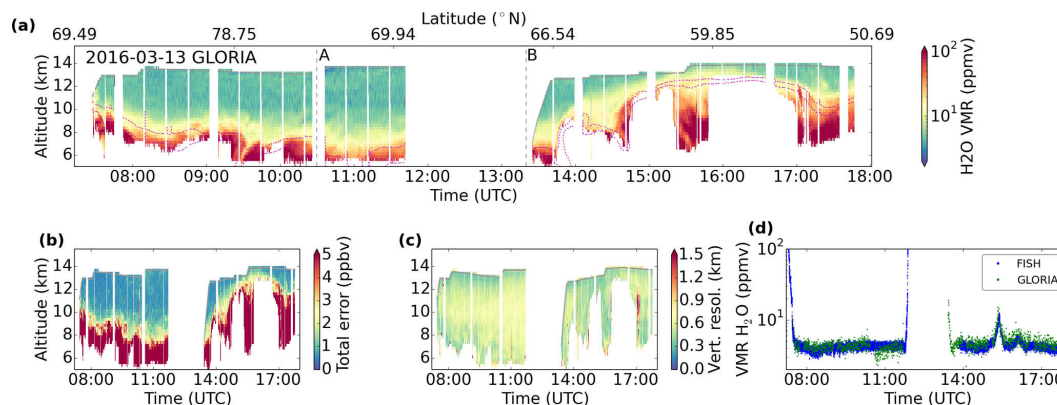 Latitude (°N)
(a)
69.49 78.75 69.94 66.54 59.85 50.69
2016-03-13 GLORIA
A
B
Altitude (km)
14
12
10
8
6
08:00 09:00 10:00 11:00 12:00 13:00 14:00 15:00 16:00 17:00 18:00
Time (UTC)
10²
10¹
H2O VMR (ppmv)
(b)
Altitude (km)
14
12
10
8
6
08:00 11:00 14:00 17:00
Time (UTC)
5
4
3
2
1
0
Total error (ppbv)
(c)
Altitude (km)
14
12
10
8
6
08:00 11:00 14:00 17:00
Time (UTC)
1.5
1.2
0.9
0.6
0.3
0.0
Vert. resol. (km)
(d)
VMR H₂O (ppmv)
10²
10¹
FISH
GLORIA
08:00 11:00 14:00 17:00
Time (UTC)